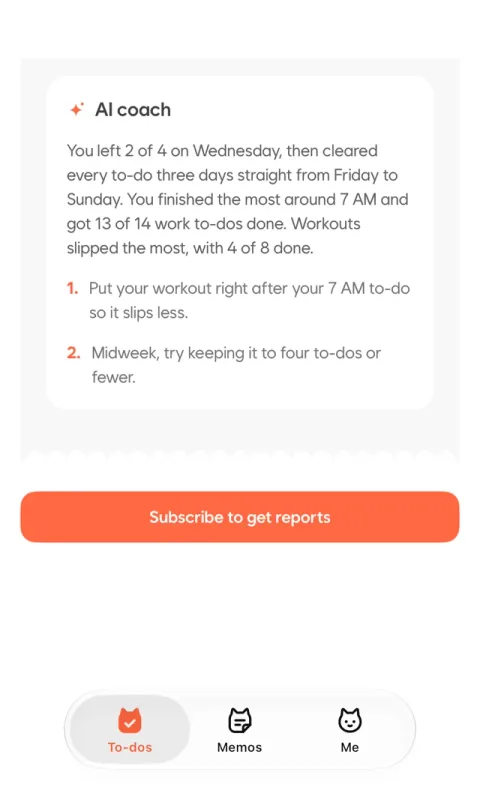 AI coach
You left 2 of 4 on Wednesday, then cleared
every to-do three days straight from Friday to
Sunday. You finished the most around 7 AM and
got 13 of 14 work to-dos done. Workouts
slipped the most, with 4 of 8 done.
1. Put your workout right after your 7 AM to-do
so it slips less.
2. Midweek, try keeping it to four to-dos or
fewer.
Subscribe to get reports
To-dos
Memos
Me